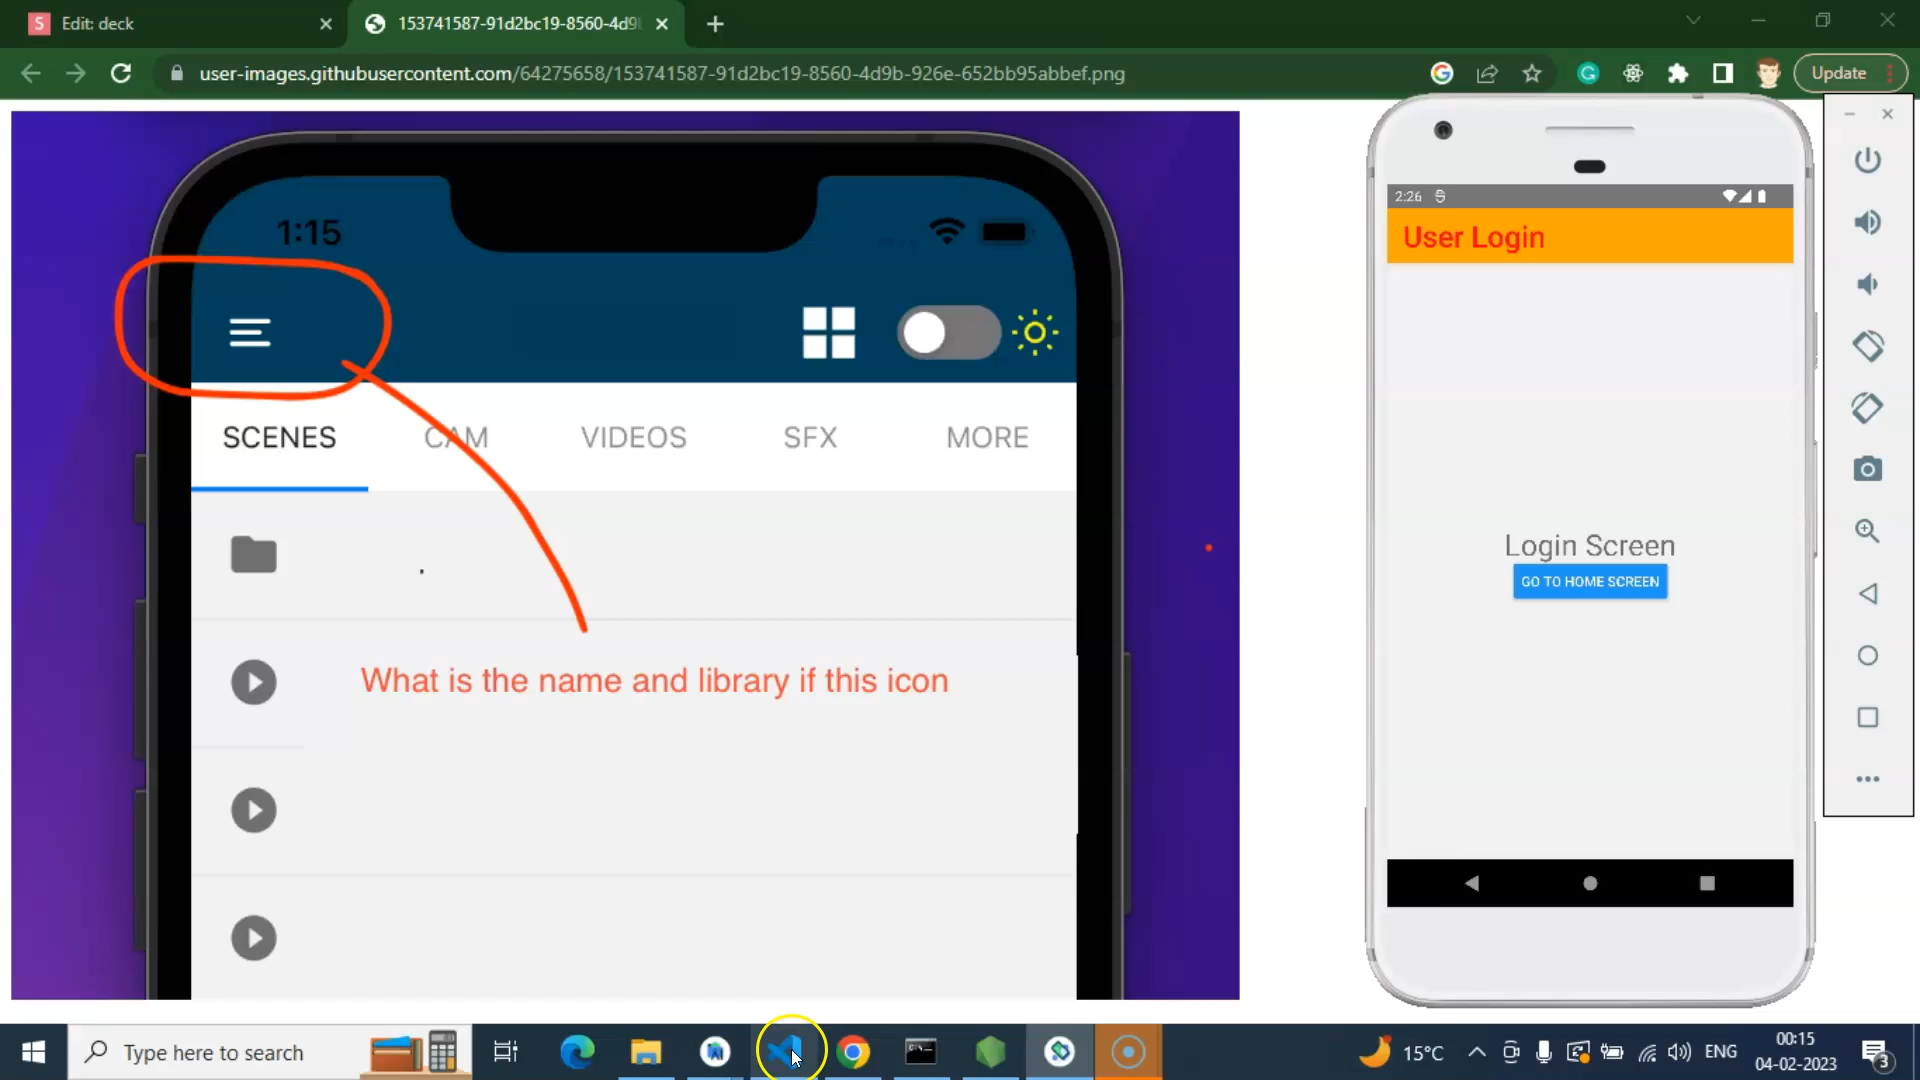 S Edit: deck
153741587-91d2bc19-8560-4d9
user-images.githubusercontent.com/64275658/153741587-91d2bc19-8560-4d9b-926e-652bb95abbef.png
Update
1:15
SCENES CAM VIDEOS SFX MORE
What is the name and library if this icon
2:26
User Login
Login Screen
GO TO HOME SCREEN
Type here to search
15°C
ENG
00:15
04-02-2023
3